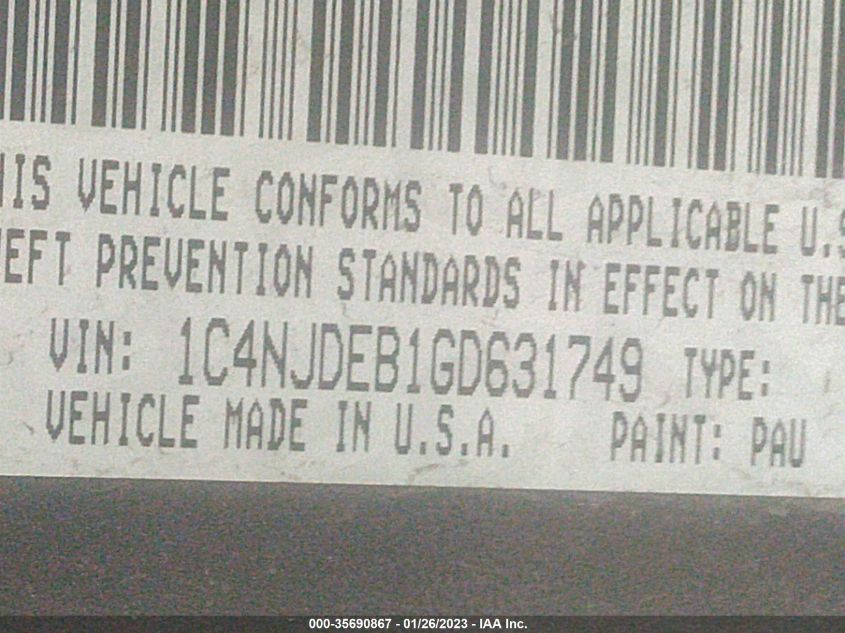 HIS VEHICLE CONFORMS TO ALL APPLICABLE U.S
EFT PREVENTION STANDARDS IN EFFECT ON THE
VIN: 1C4NJDEB1GD631749 TYPE:
VEHICLE MADE IN U.S.A. PAINT: PAU
000-35690867 - 01/26/2023 - IAA Inc.